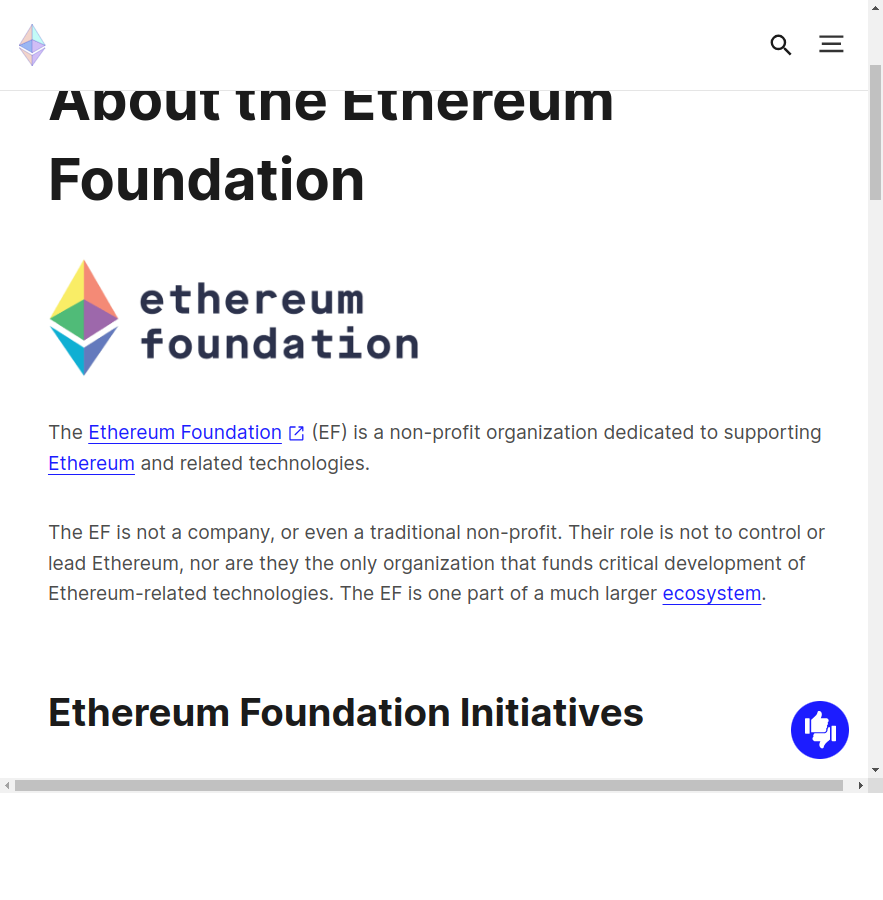 About the Ethereum
Foundation
ethereum
foundation
The Ethereum Foundation (EF) is a non-profit organization dedicated to supporting
Ethereum and related technologies.
The EF is not a company, or even a traditional non-profit. Their role is not to control or
lead Ethereum, nor are they the only organization that funds critical development of
Ethereum-related technologies. The EF is one part of a much larger ecosystem.
Ethereum Foundation Initiatives